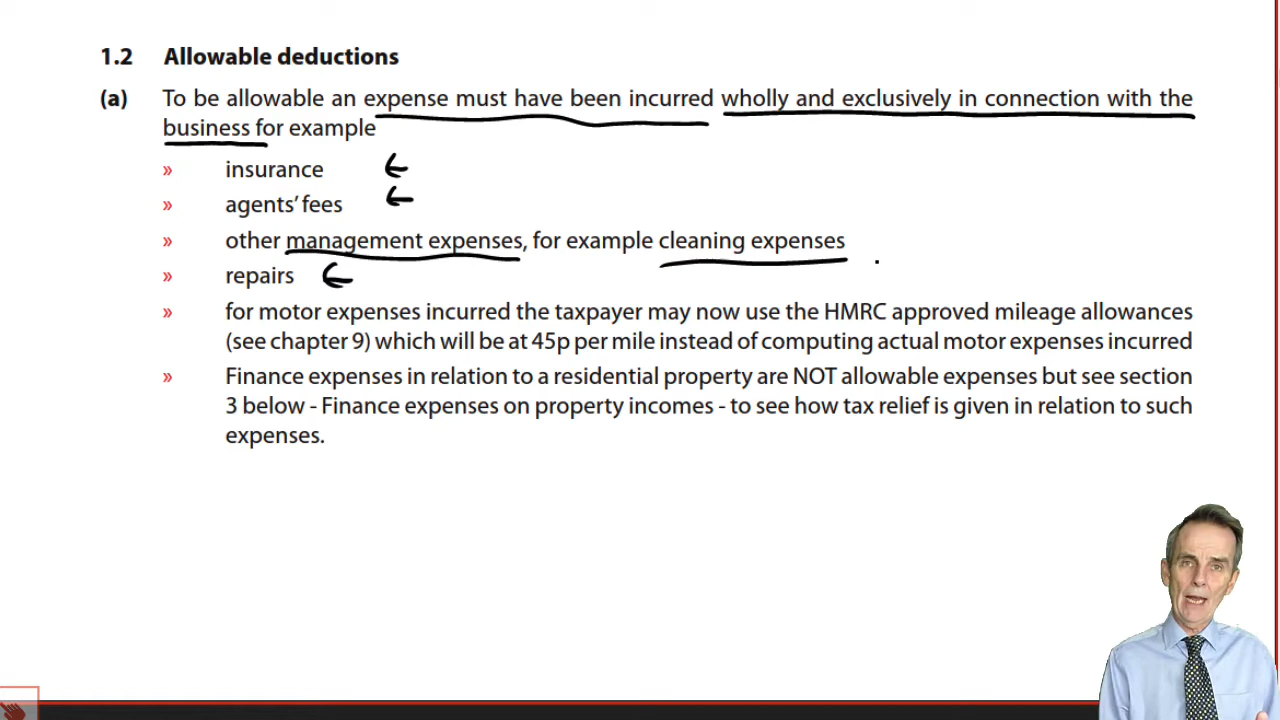 1.2 Allowable deductions
(a) To be allowable an expense must have been incurred wholly and exclusively in connection with the
business for example
» insurance
» agents' fees
» other management expenses, for example cleaning expenses
» repairs
» for motor expenses incurred the taxpayer may now use the HMRC approved mileage allowances
(see chapter 9) which will be at 45p per mile instead of computing actual motor expenses incurred
» Finance expenses in relation to a residential property are NOT allowable expenses but see section
3 below - Finance expenses on property incomes - to see how tax relief is given in relation to such
expenses.